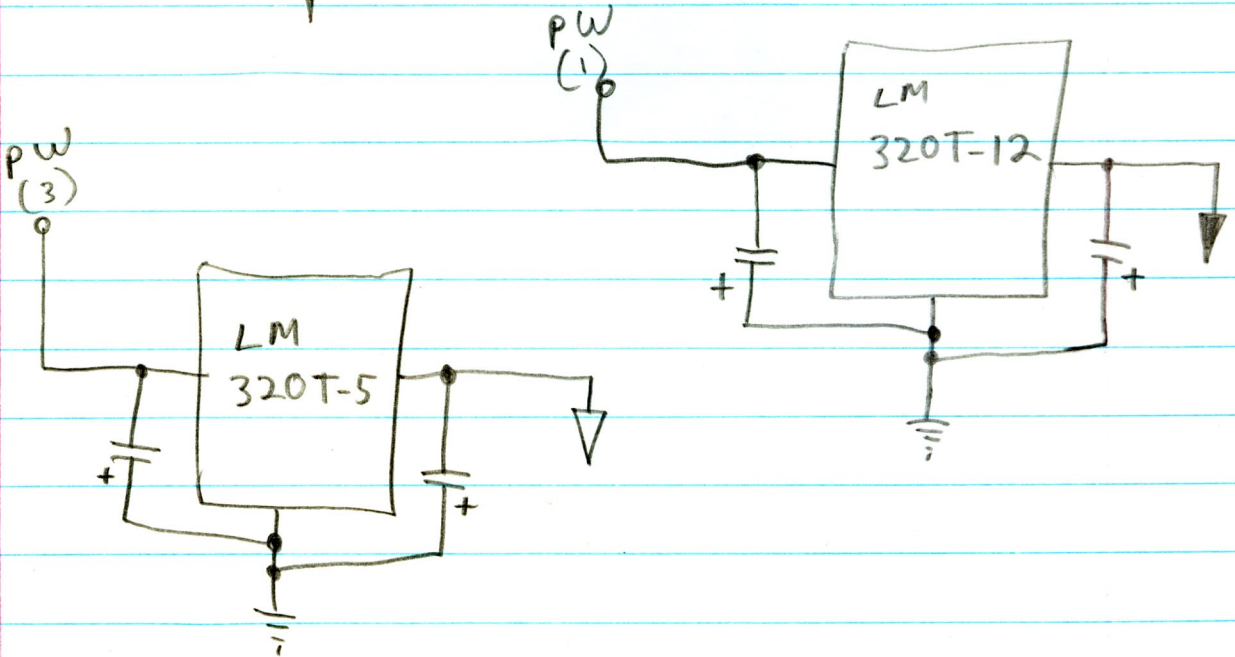 PW
(1)
LM
320T-12
+
+
PW
(3)
LM
320T-5
+
+